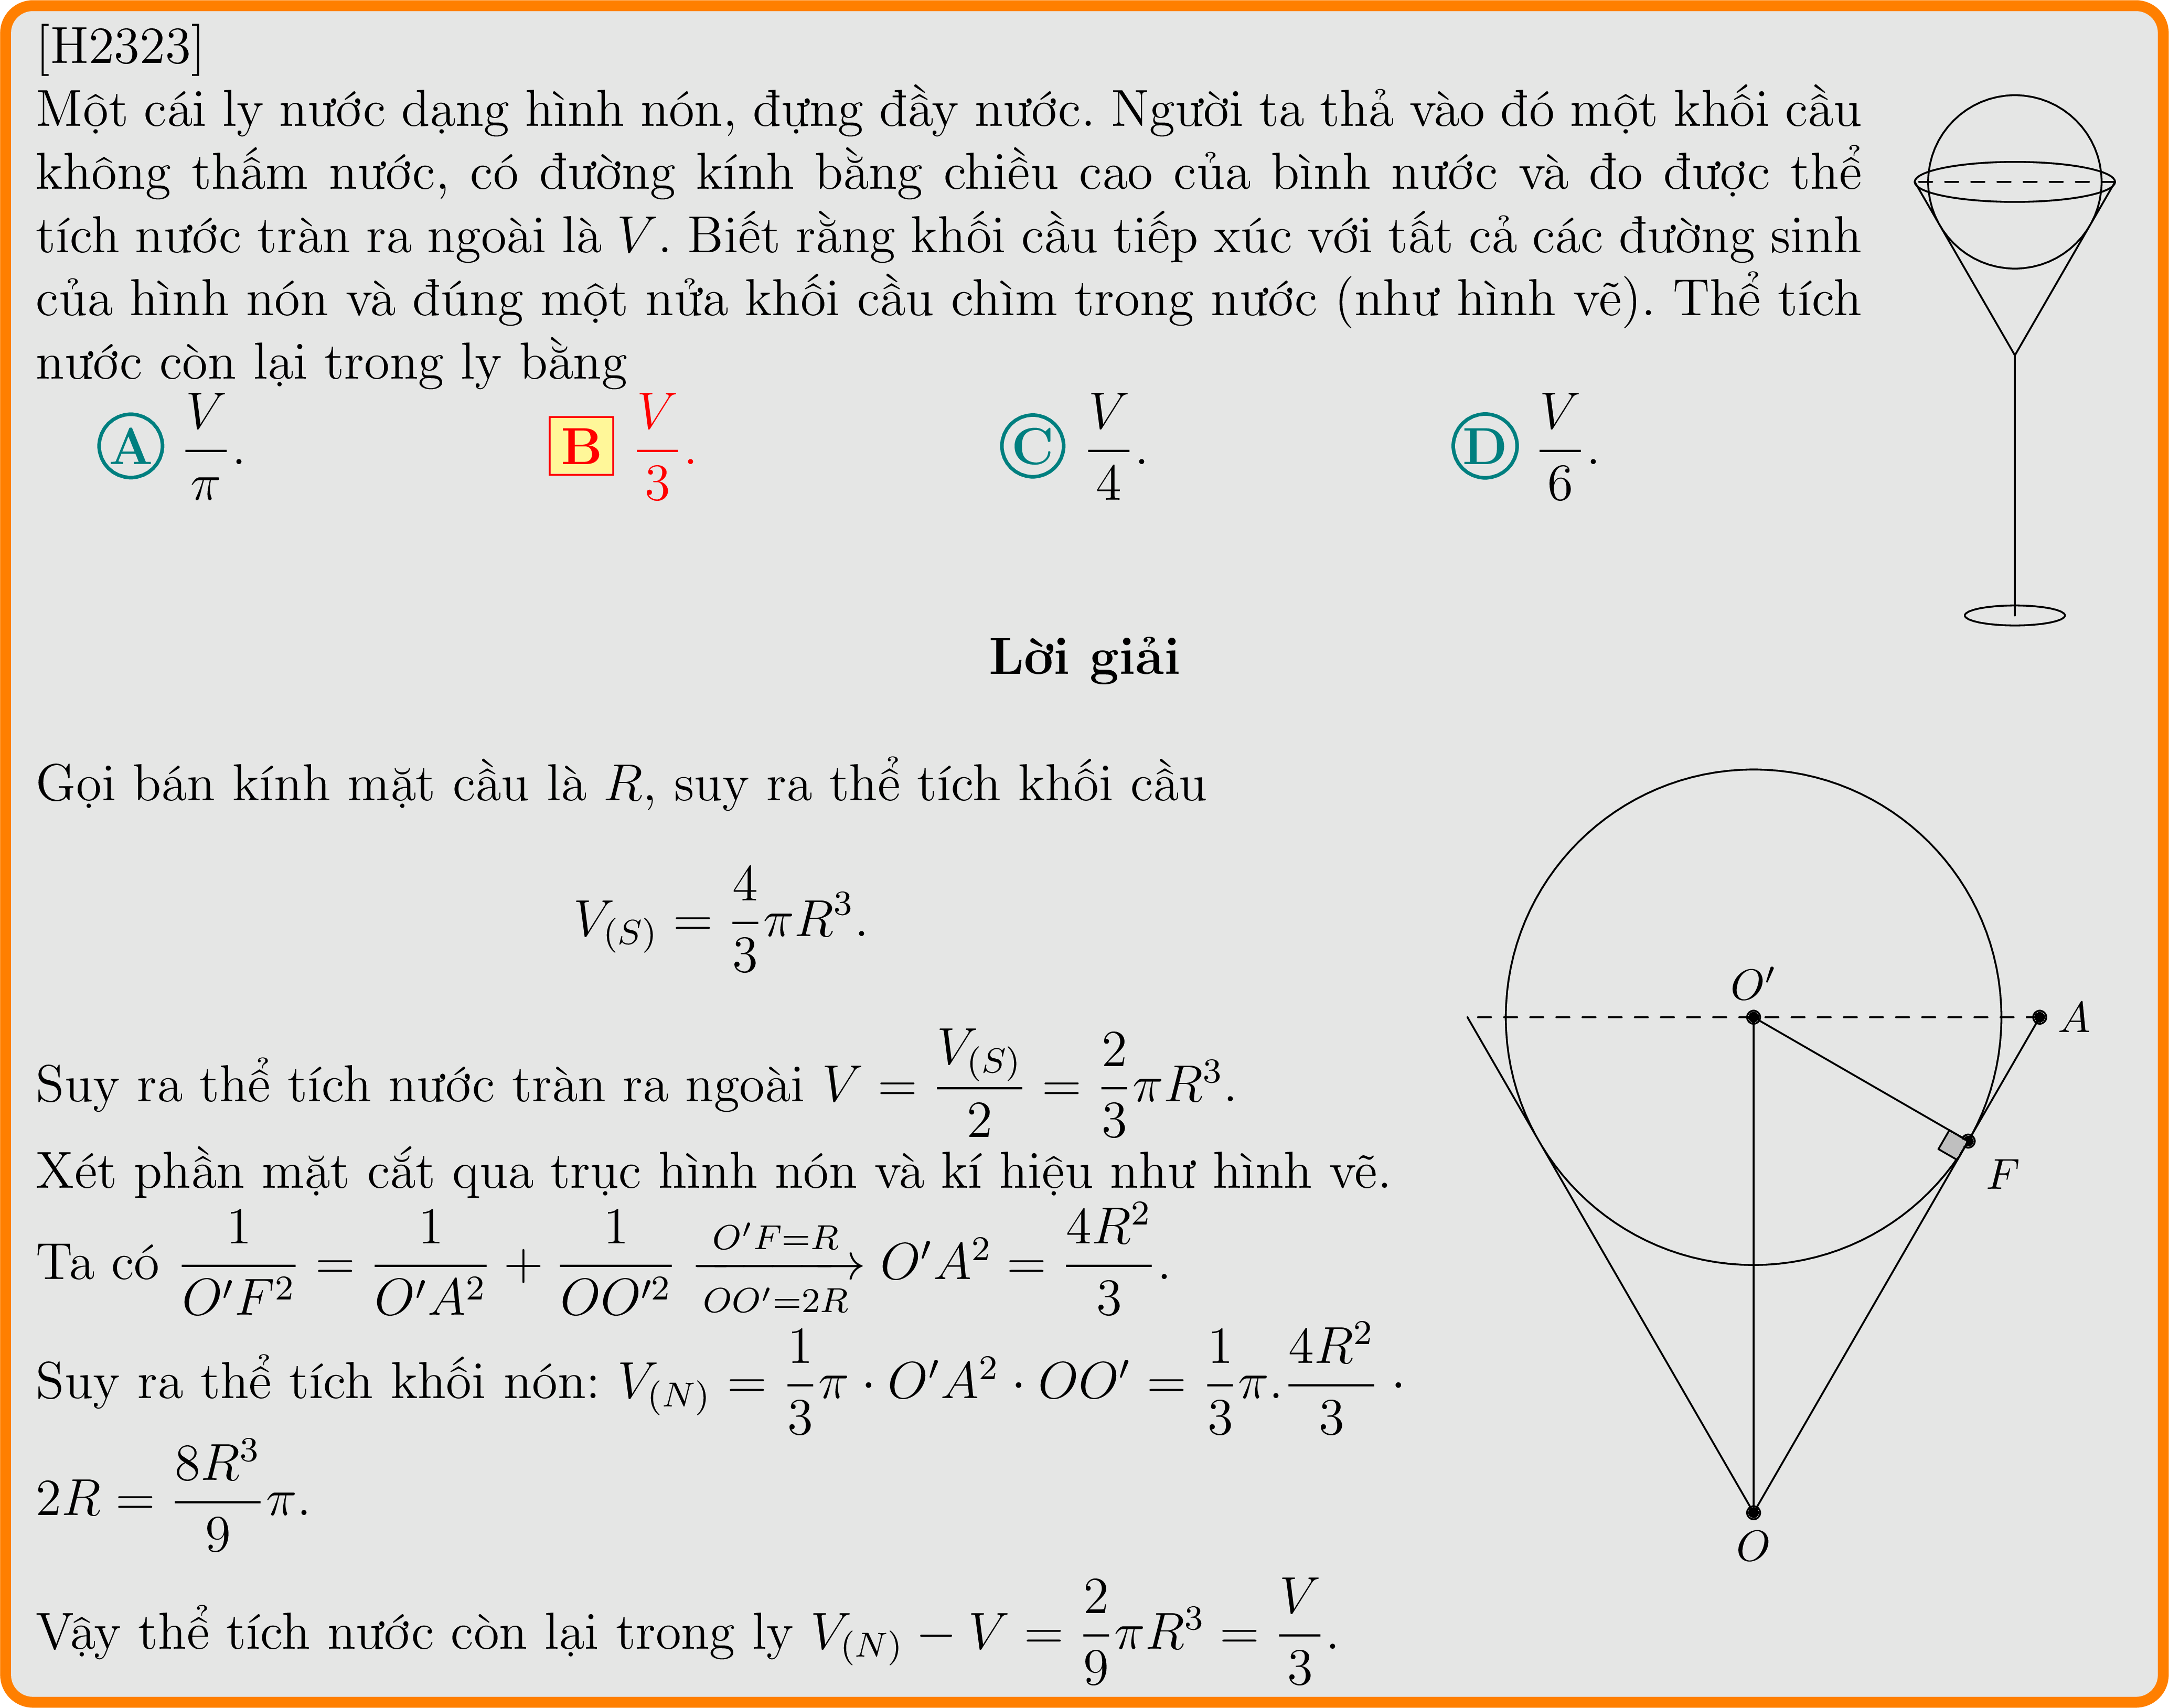 [H2323]
Một cái ly nước dạng hình nón, đựng đầy nước. Người ta thả vào đó một khối cầu
không thấm nước, có đường kính bằng chiều cao của bình nước và đo được thể
tích nước tràn ra ngoài là V. Biết rằng khối cầu tiếp xúc với tất cả các đường sinh
của hình nón và đúng một nửa khối cầu chìm trong nước (như hình vẽ). Thể tích
nước còn lại trong ly bằng
A $\frac{V}{\pi}$. B $\frac{V}{3}$. C $\frac{V}{4}$. D $\frac{V}{6}$.
Lời giải
Gọi bán kính mặt cầu là R, suy ra thể tích khối cầu
$V_{(S)} = \frac{4}{3}\pi R^3.$
Suy ra thể tích nước tràn ra ngoài $V = \frac{V_{(S)}}{2} = \frac{2}{3}\pi R^3.$
Xét phần mặt cắt qua trục hình nón và kí hiệu như hình vẽ.
Ta có $\frac{1}{O'F^2} = \frac{1}{O'A^2} + \frac{1}{OO'^2} \xrightarrow[OO'=2R]{O'F=R} O'A^2 = \frac{4R^2}{3}.$
Suy ra thể tích khối nón: $V_{(N)} = \frac{1}{3}\pi \cdot O'A^2 \cdot OO' = \frac{1}{3}\pi . \frac{4R^2}{3} \cdot$
$2R = \frac{8R^3}{9}\pi.$
Vậy thể tích nước còn lại trong ly $V_{(N)} - V = \frac{2}{9}\pi R^3 = \frac{V}{3}.$
O′
A
F
O